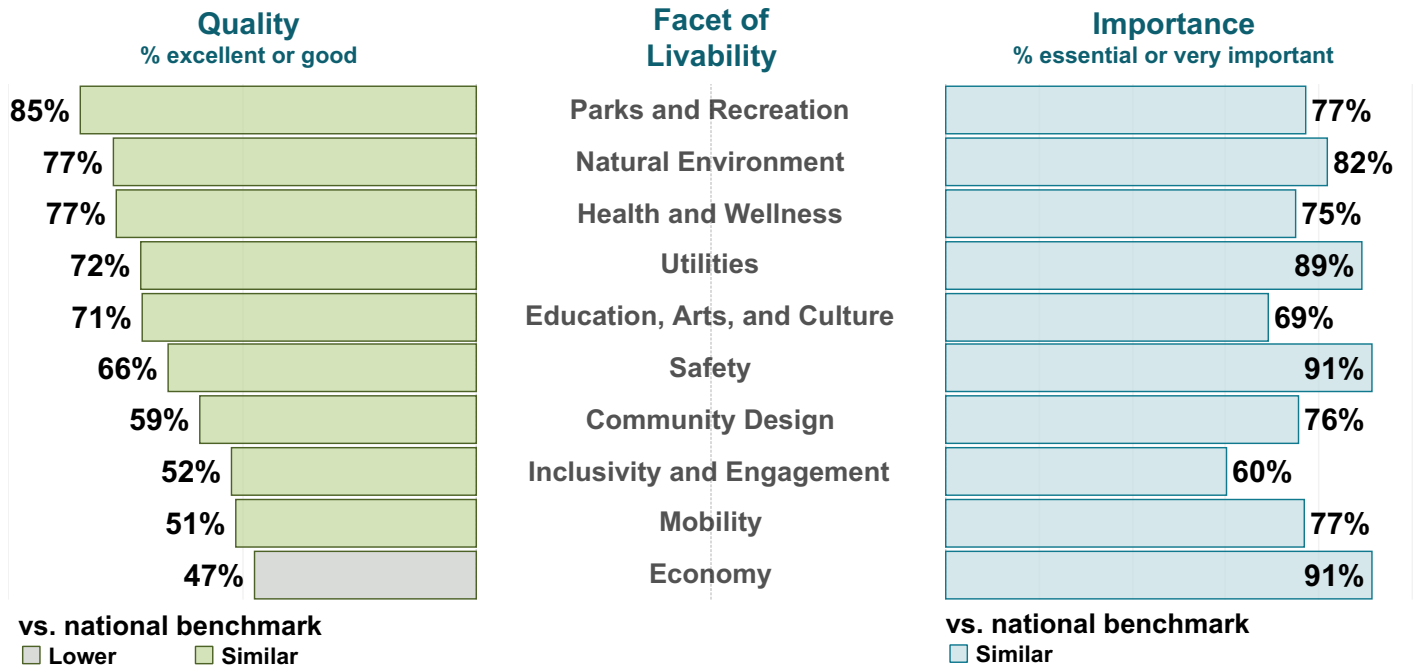 Quality
% excellent or good
Facet of
Livability
Importance
% essential or very important
85%
Parks and Recreation
77%
77%
Natural Environment
82%
77%
Health and Wellness
75%
72%
Utilities
89%
71%
Education, Arts, and Culture
69%
66%
Safety
91%
59%
Community Design
76%
52%
Inclusivity and Engagement
60%
51%
Mobility
77%
47%
Economy
91%
vs. national benchmark
Lower
Similar
vs. national benchmark
Similar